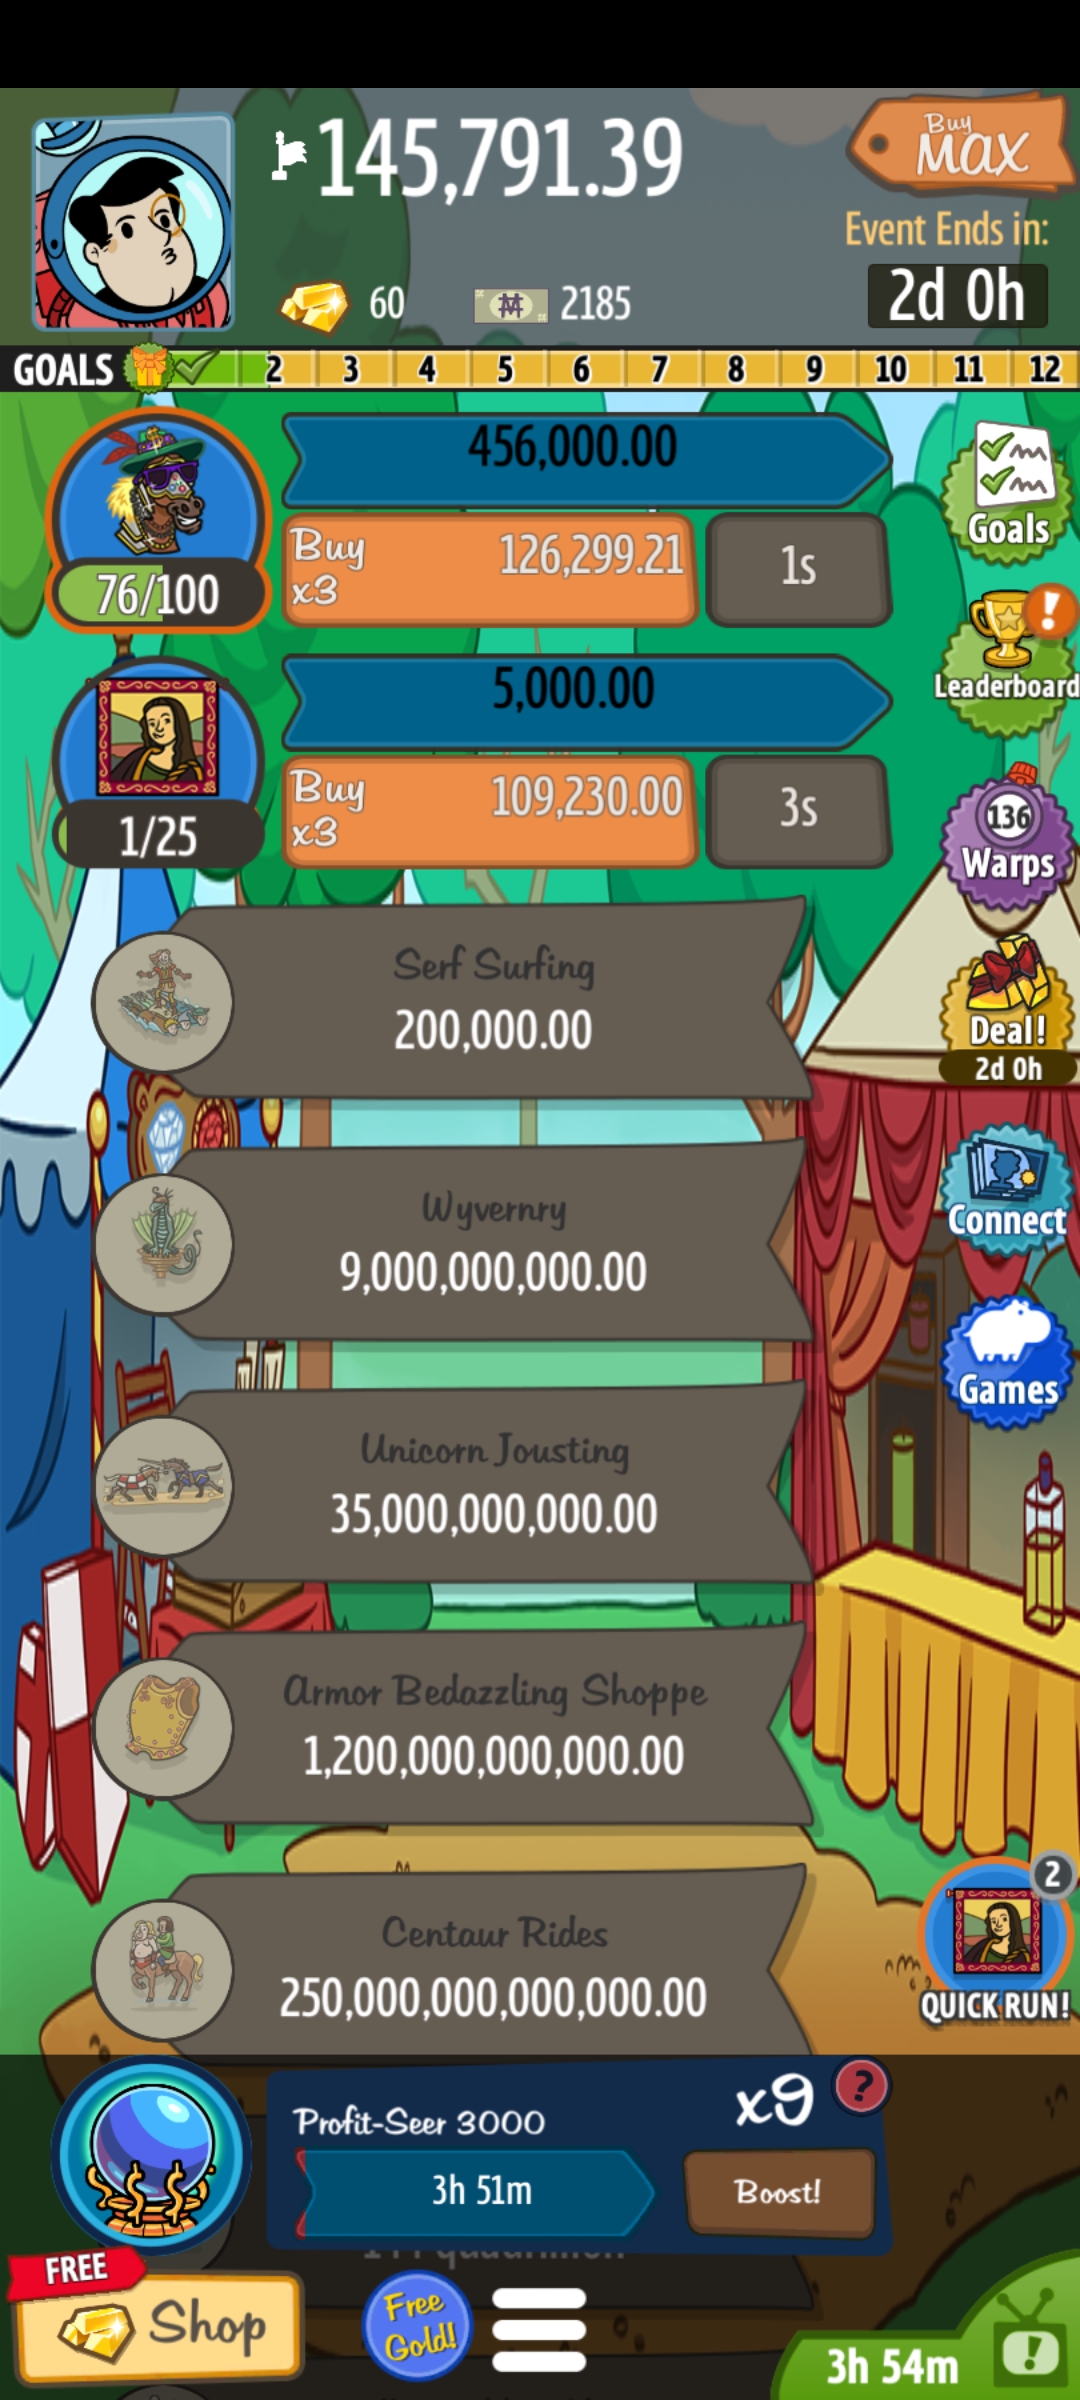 145,791.39
Buy
MAX
Event Ends in:
2d 0h
60
2185
GOALS 2 3 4 5 6 7 8 9 10 11 12
456,000.00
Buy
x3
126,299.21
1s
76/100
Goals
!
Leaderboard
5,000.00
Buy
x3
109,230.00
3s
1/25
136
Warps
Serf Surfing
200,000.00
Deal!
2d 0h
Wyvernry
9,000,000,000.00
Connect
Games
Unicorn Jousting
35,000,000,000.00
Armor Bedazzling Shoppe
1,200,000,000,000.00
Centaur Rides
250,000,000,000,000.00
2
QUICK RUN!
Profit-Seer 3000
x9
?
3h 51m
Boost!
FREE
Shop
Free
Gold!
3h 54m
!